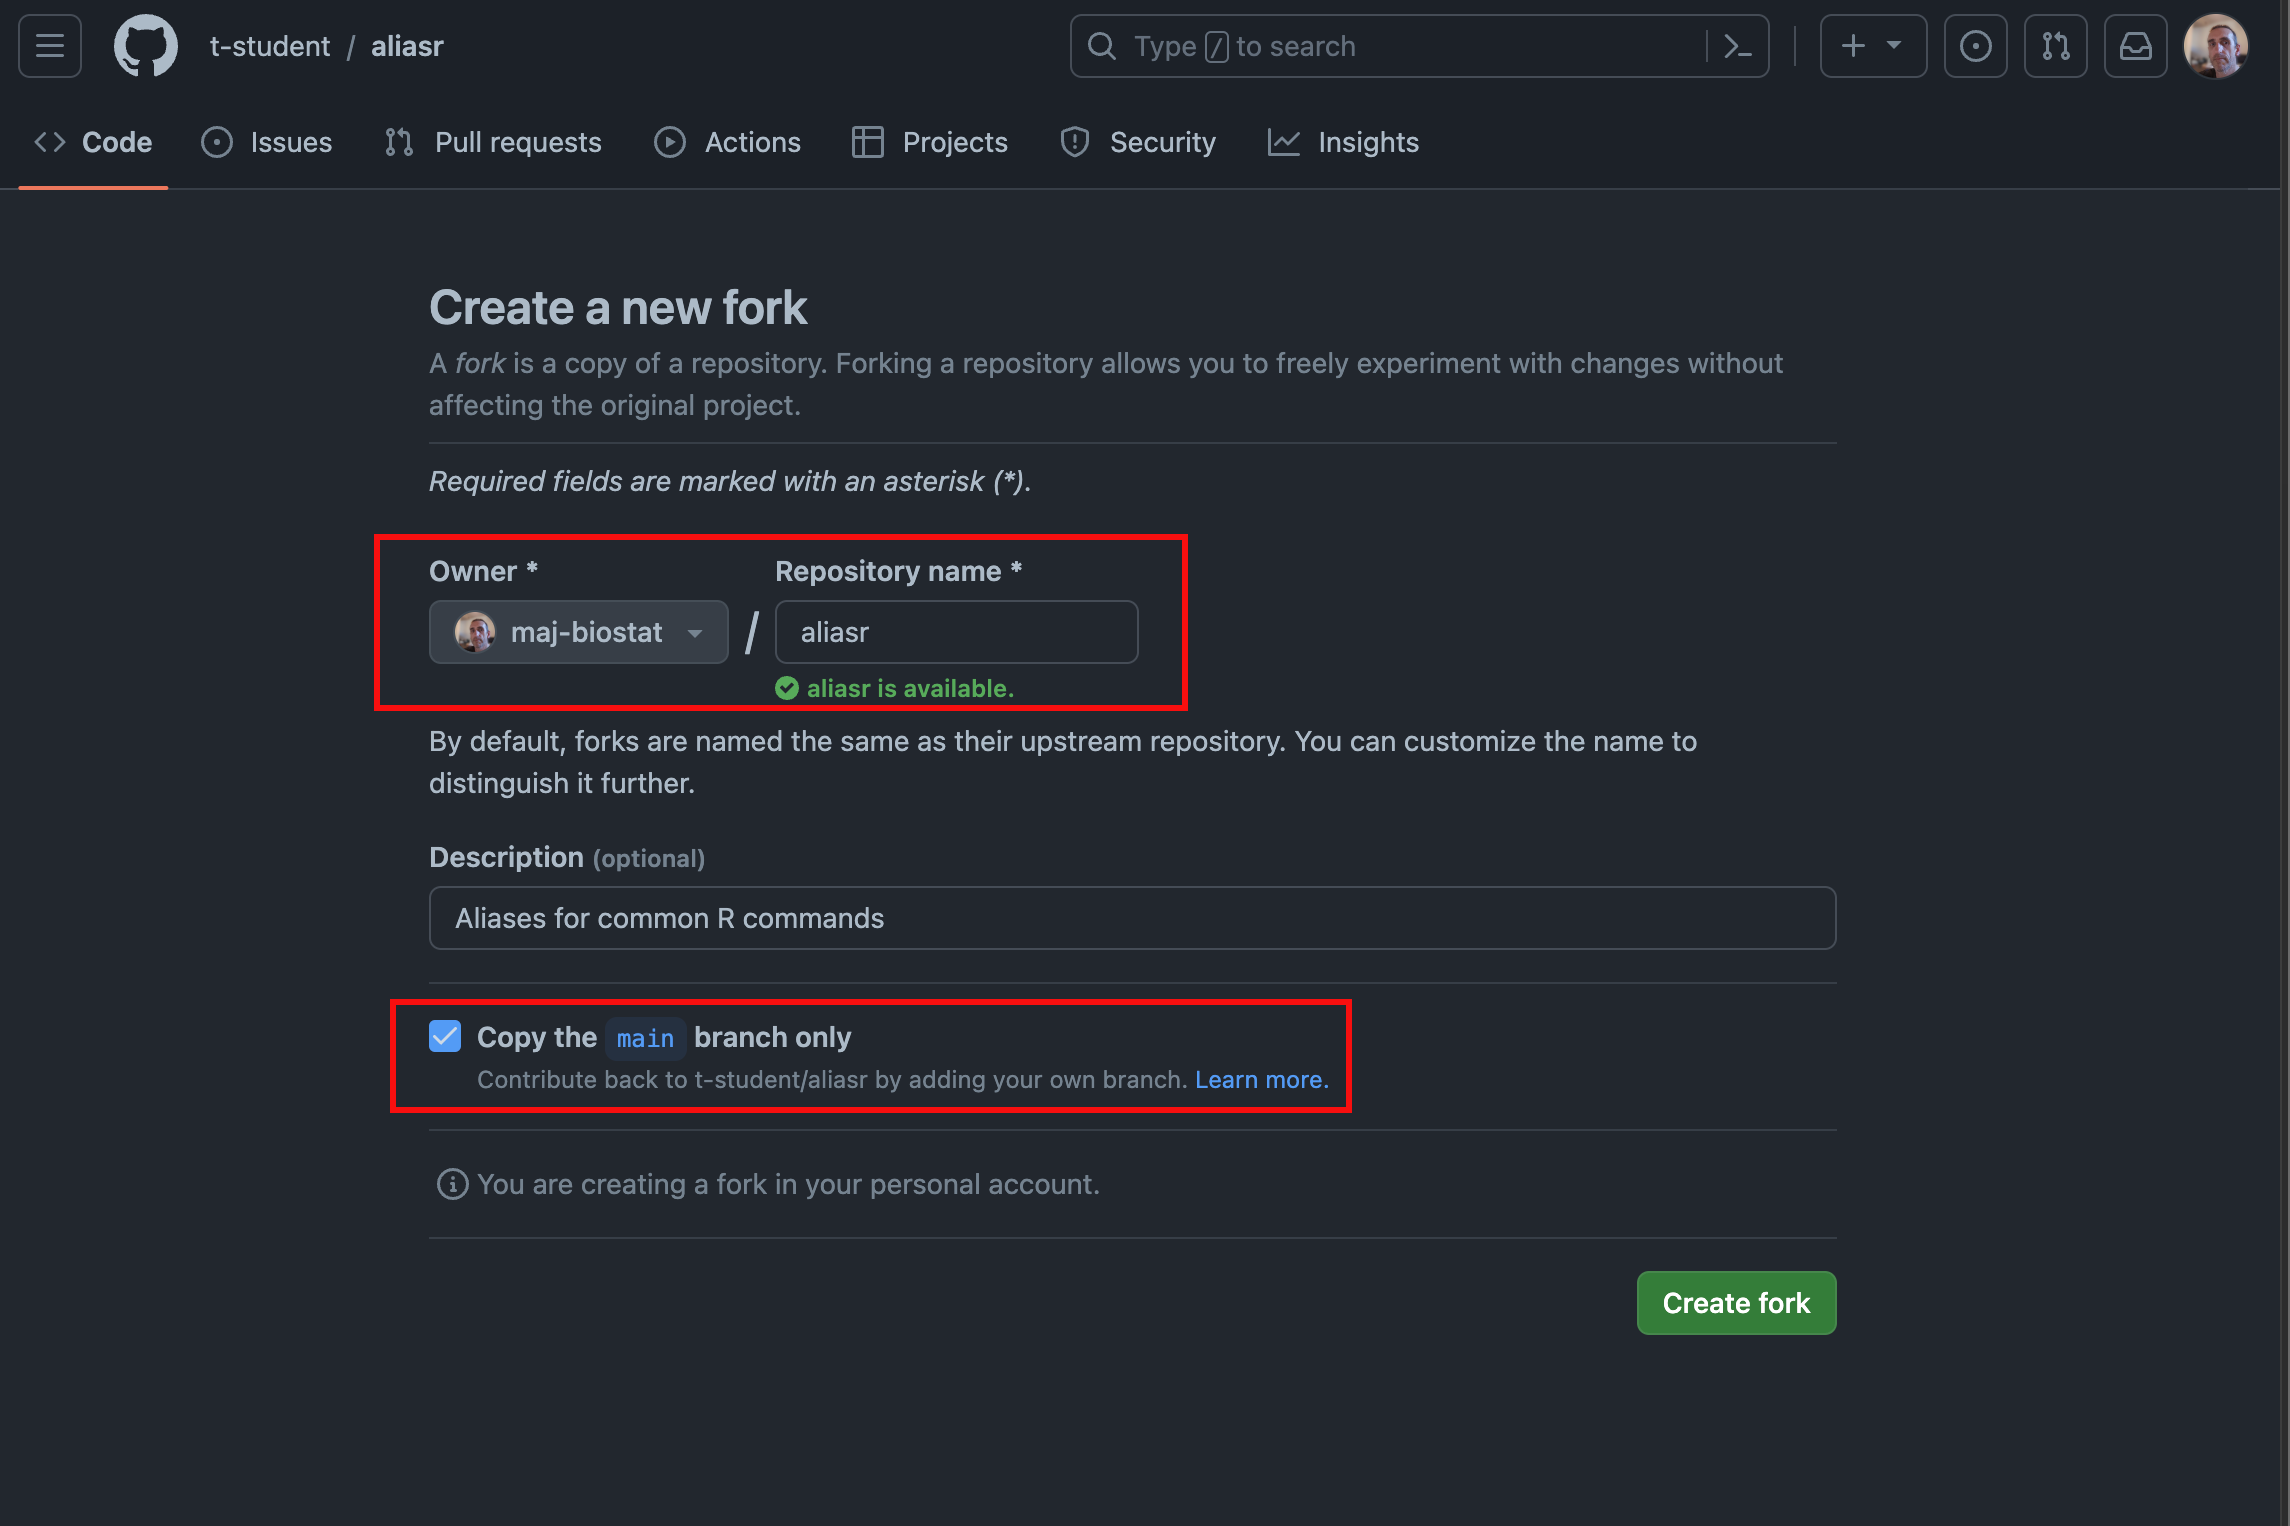 t-student / aliasr
Type / to search
Code Issues Pull requests Actions Projects Security Insights
Create a new fork
A fork is a copy of a repository. Forking a repository allows you to freely experiment with changes without
affecting the original project.
Required fields are marked with an asterisk (*).
Owner * Repository name *
maj-biostat / aliasr
aliasr is available.
By default, forks are named the same as their upstream repository. You can customize the name to
distinguish it further.
Description (optional)
Aliases for common R commands
Copy the main branch only
Contribute back to t-student/aliasr by adding your own branch. Learn more.
You are creating a fork in your personal account.
Create fork